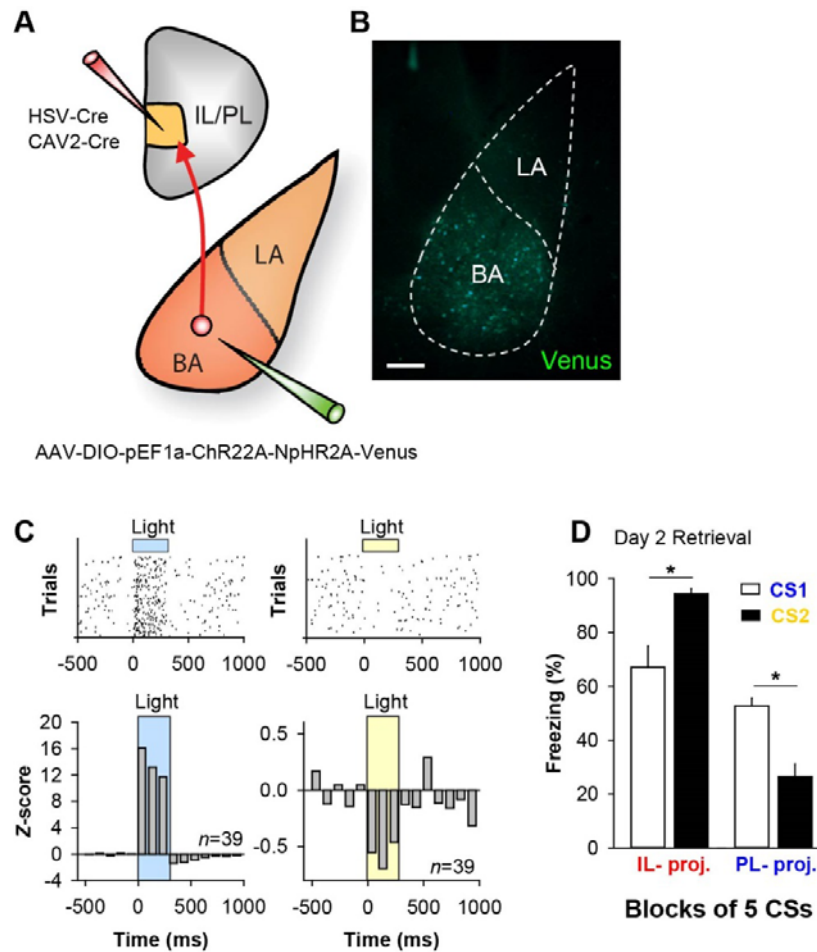 A
HSV-Cre
CAV2-Cre
IL/PL
LA
BA
AAV-DIO-pEF1a-ChR22A-NpHR2A-Venus
B
LA
BA
Venus
C
Light
Trials
-500 0 500 1000
Light
Trials
-500 0 500 1000
Light
Z-score
20
16
12
8
4
0
-4
n=39
-500 0 500 1000
Time (ms)
Light
0.5
0.0
-0.5
n=39
-500 0 500 1000
Time (ms)
D Day 2 Retrieval
Freezing (%)
100
80
60
40
20
0
* *
CS1
CS2
IL- proj. PL- proj.
Blocks of 5 CSs